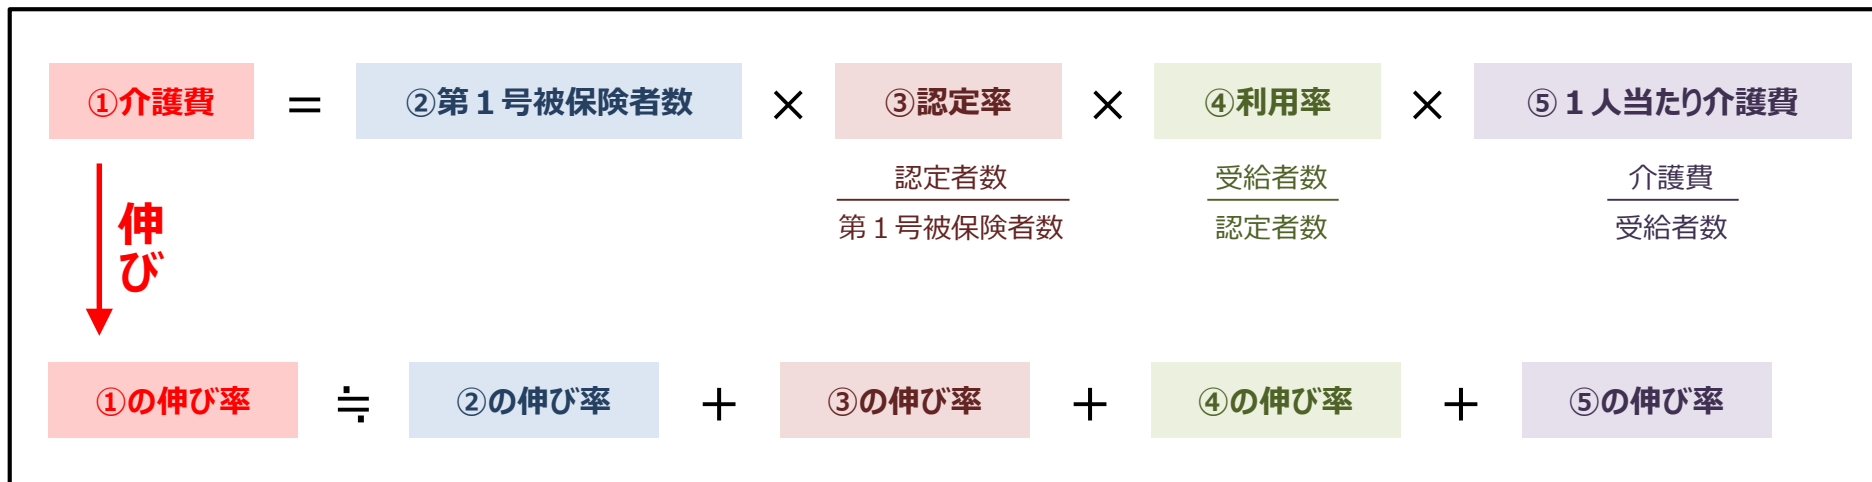 ①介護費 ＝ ②第１号被保険者数 × ③認定率 × ④利用率 × ⑤１人当たり介護費
認定者数 受給者数 介護費
第１号被保険者数 認定者数 受給者数
伸び
①の伸び率 ≒ ②の伸び率 ＋ ③の伸び率 ＋ ④の伸び率 ＋ ⑤の伸び率